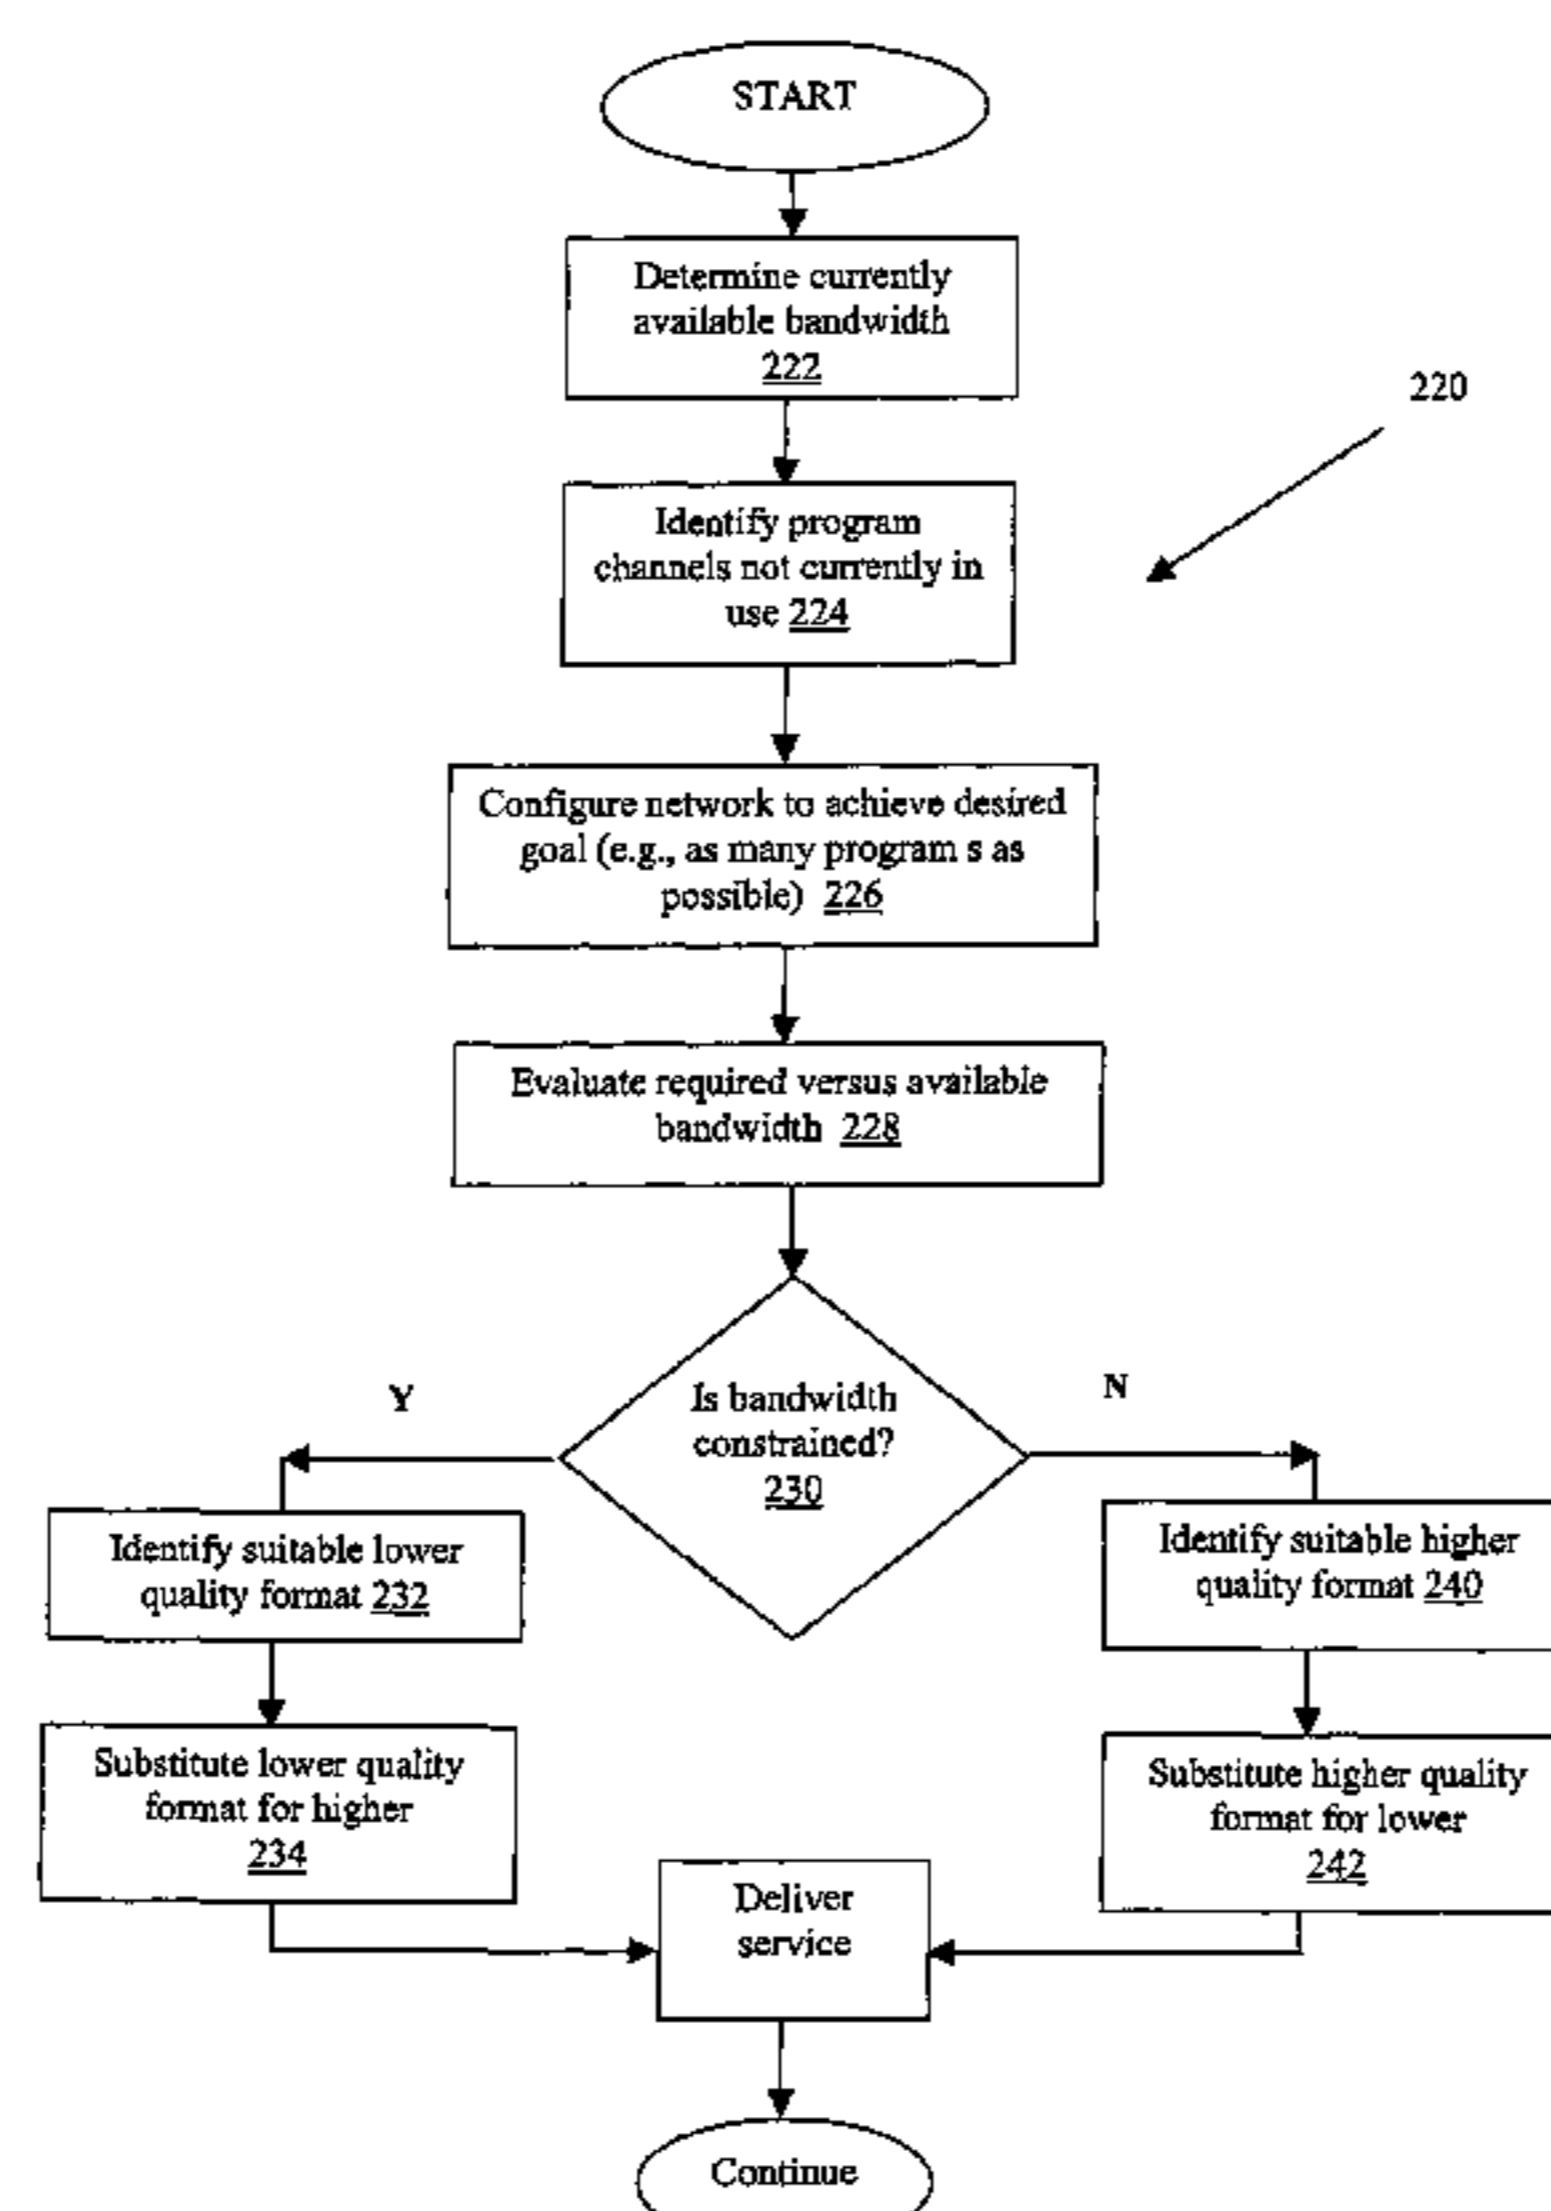 START
Determine currently
available bandwidth
222
220
Identify program
channels not currently in
use 224
Configure network to achieve desired
goal (e.g., as many program s as
possible) 226
Evaluate required versus available
bandwidth 228
Y
N
Is bandwidth
constrained?
230
Identify suitable lower
quality format 232
Identify suitable higher
quality format 240
Substitute lower quality
format for higher
234
Substitute higher quality
format for lower
242
Deliver
service
Continue